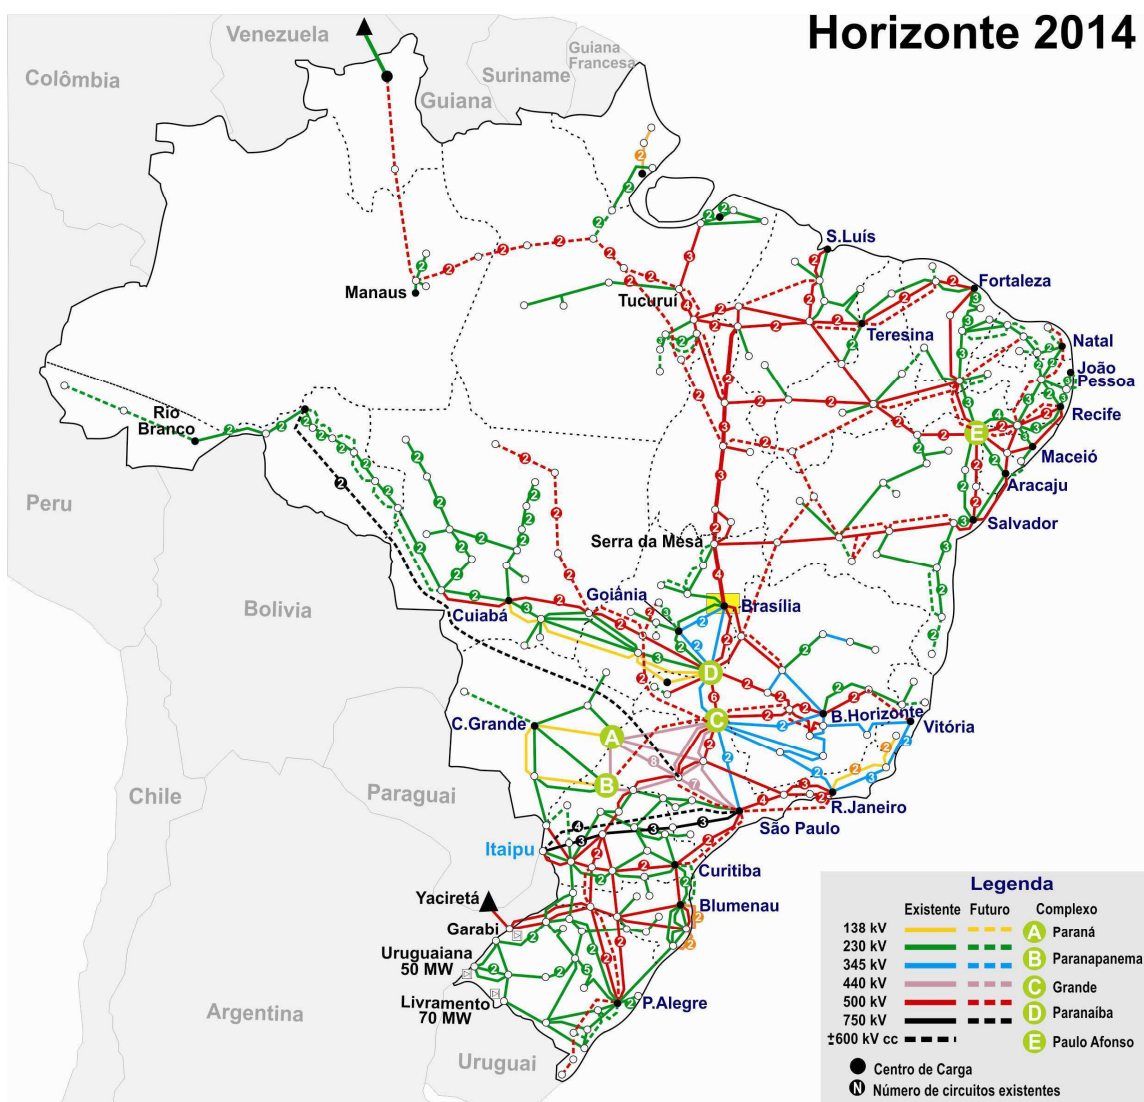 Horizonte 2014
Venezuela
Colômbia
Guiana
Suriname
Guiana
Francesa
S.Luís
Manaus
Tucuruí
Fortaleza
Teresina
Natal
João
Pessoa
Recife
Rio
Branco
E
Maceió
Aracaju
Salvador
Peru
Serra da Mesa
Bolivia
Goiânia
Brasília
Cuiabá
D
C
C.Grande
A
B.Horizonte
Vitória
B
Chile
Paraguai
R.Janeiro
São Paulo
Itaipu
Curitiba
Yaciretá
Blumenau
Garabi
Uruguaiana
50 MW
Livramento
70 MW
P.Alegre
Argentina
Uruguai
Legenda
Existente Futuro Complexo
138 kV A Paraná
230 kV
345 kV B Paranapanema
440 kV C Grande
500 kV D Paranaíba
750 kV
±600 kV cc E Paulo Afonso
Centro de Carga
N Número de circuitos existentes